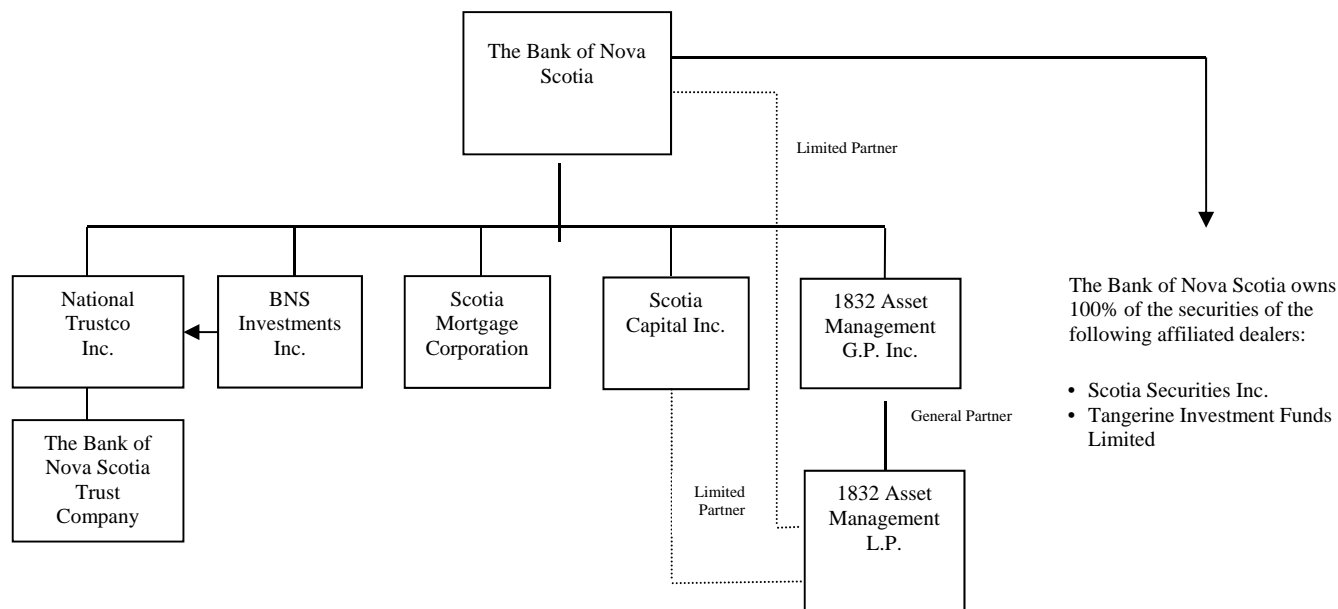 The Bank of Nova
Scotia
Limited Partner
National
Trustco
Inc.
BNS
Investments
Inc.
Scotia
Mortgage
Corporation
Scotia
Capital Inc.
1832 Asset
Management
G.P. Inc.
The Bank of Nova Scotia owns
100% of the securities of the
following affiliated dealers:
• Scotia Securities Inc.
• Tangerine Investment Funds
Limited
General Partner
The Bank of
Nova Scotia
Trust
Company
Limited
Partner
1832 Asset
Management
L.P.